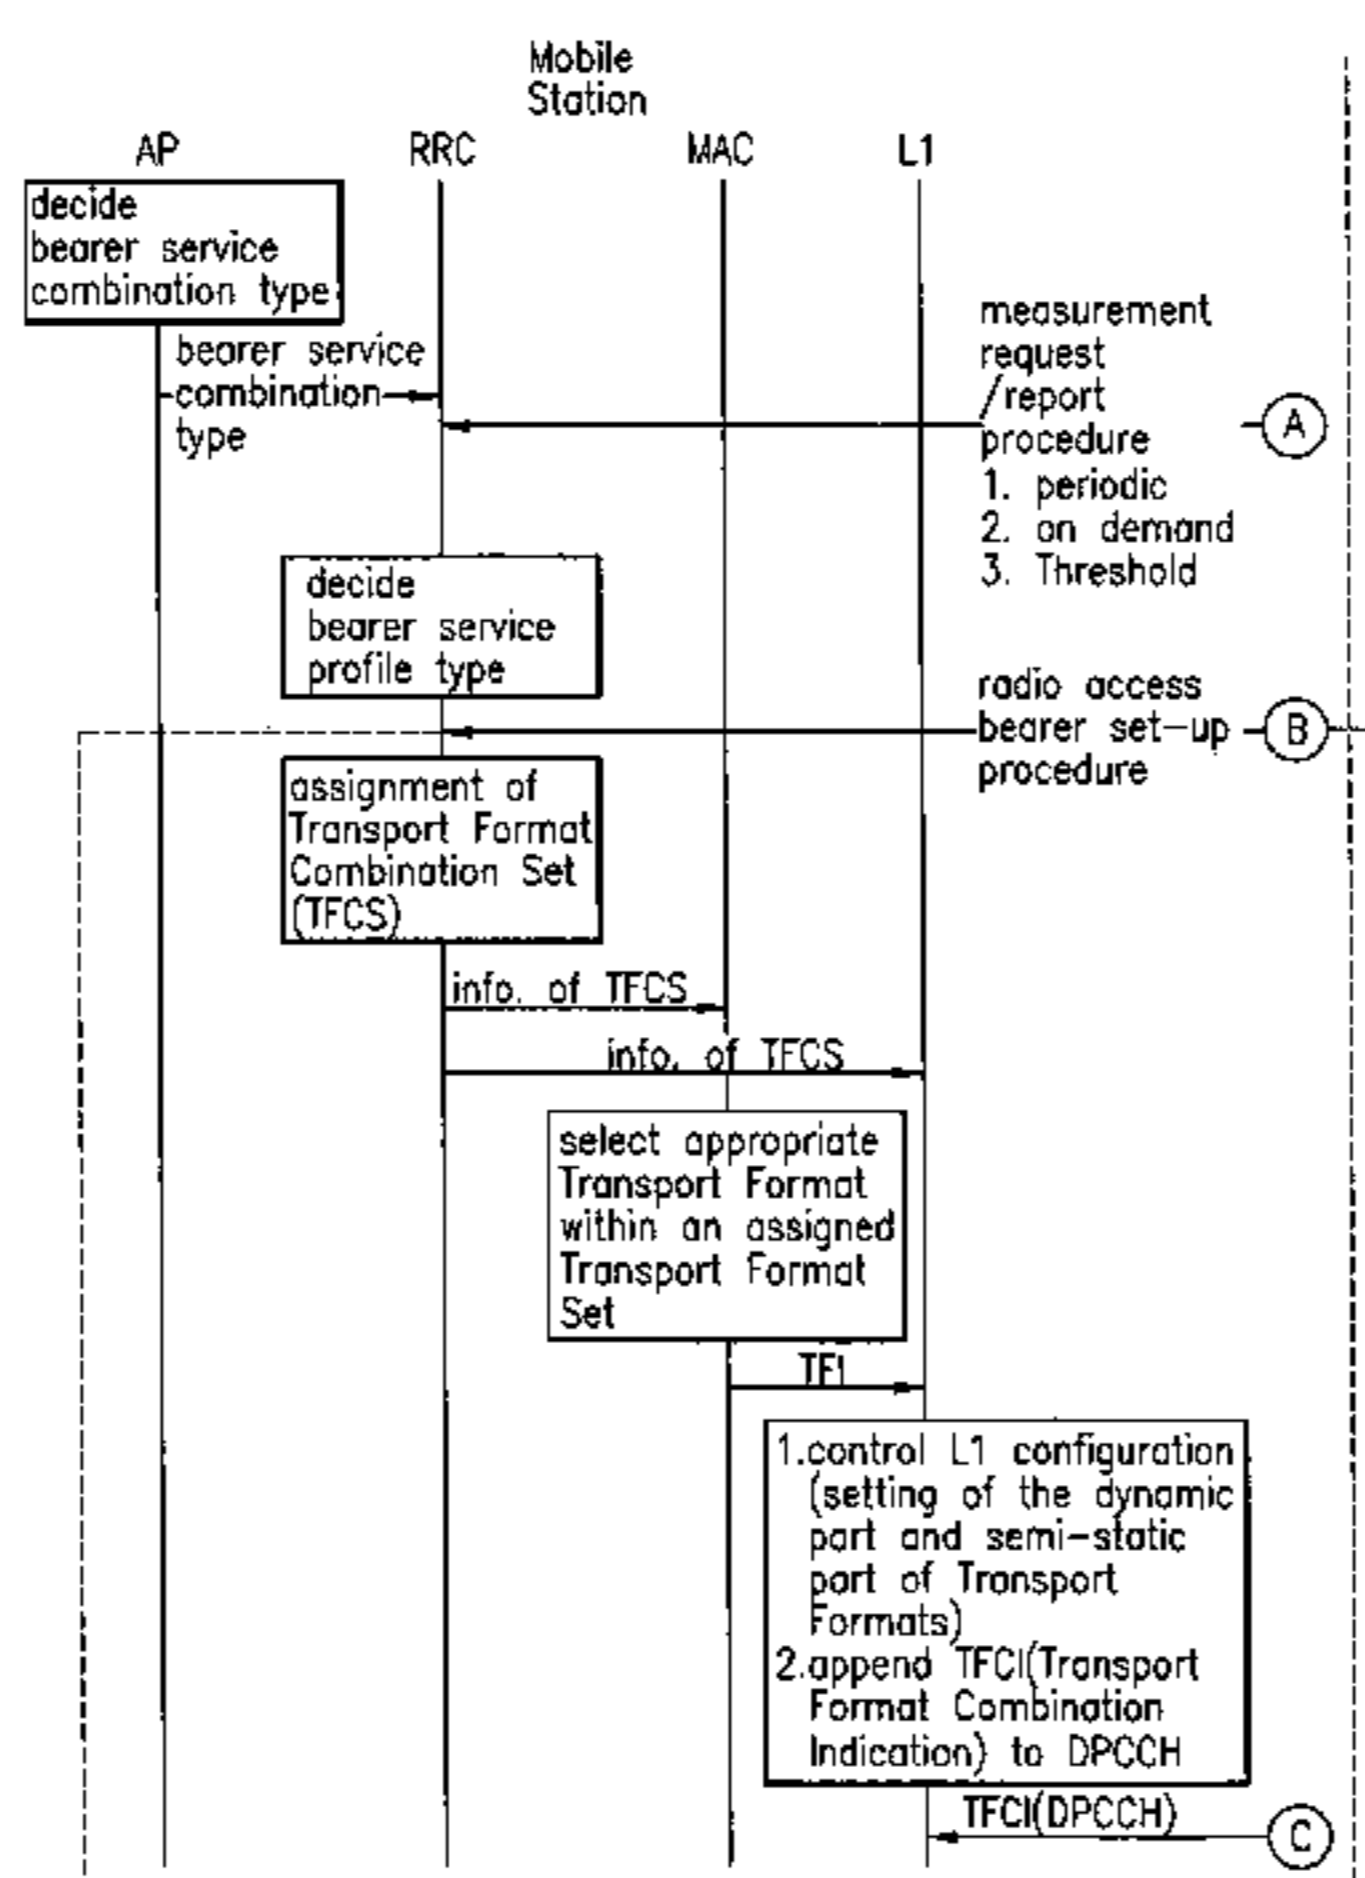 Mobile
Station
AP
RRC
MAC
L1
decide
bearer service
combination type
bearer service
combination
type
measurement
request
/report
procedure
1. periodic
2. on demand
3. Threshold
A
decide
bearer service
profile type
radio access
bearer set-up
procedure
B
assignment of
Transport Format
Combination Set
(TFCS)
info. of TFCS
info. of TFCS
select appropriate
Transport Format
within an assigned
Transport Format
Set
TFI
1.control L1 configuration
(setting of the dynamic
part and semi-static
part of Transport
Formats)
2.append TFCI(Transport
Format Combination
Indication) to DPCCH
TFCI(DPCCH)
C